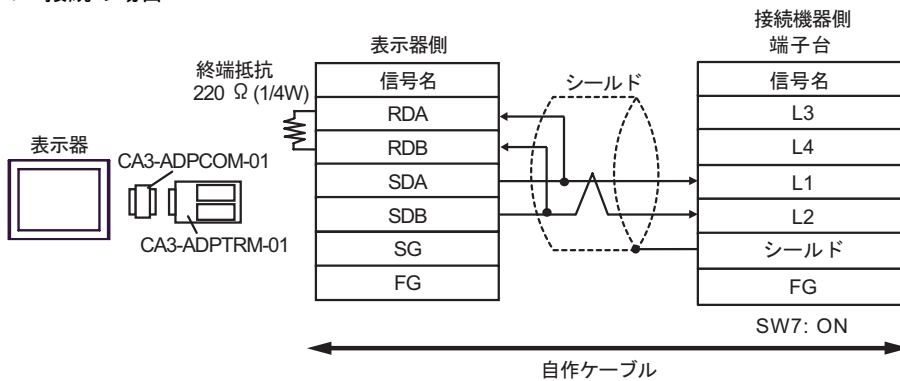 接続機器側
端子台
表示器側
終端抵抗
220 Ω (1/4W)
シールド
信号名
RDA
RDB
SDA
SDB
SG
FG
信号名
L3
L4
L1
L2
シールド
FG
表示器
CA3-ADPCOM-01
CA3-ADPTRM-01
SW7: ON
自作ケーブル